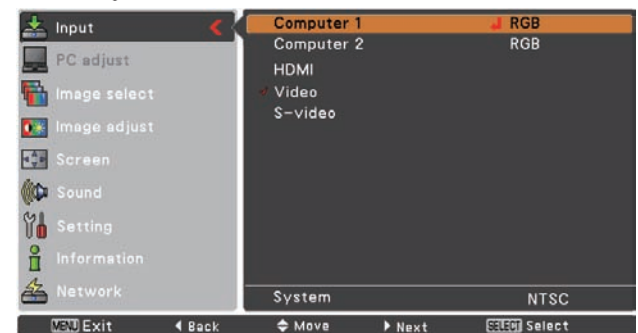 Input
PC adjust
Image select
Image adjust
Screen
Sound
Setting
Information
Network
Computer 1 RGB
Computer 2 RGB
HDMI
Video
S-video
System NTSC
MENU Exit Back Move Next SELECT Select